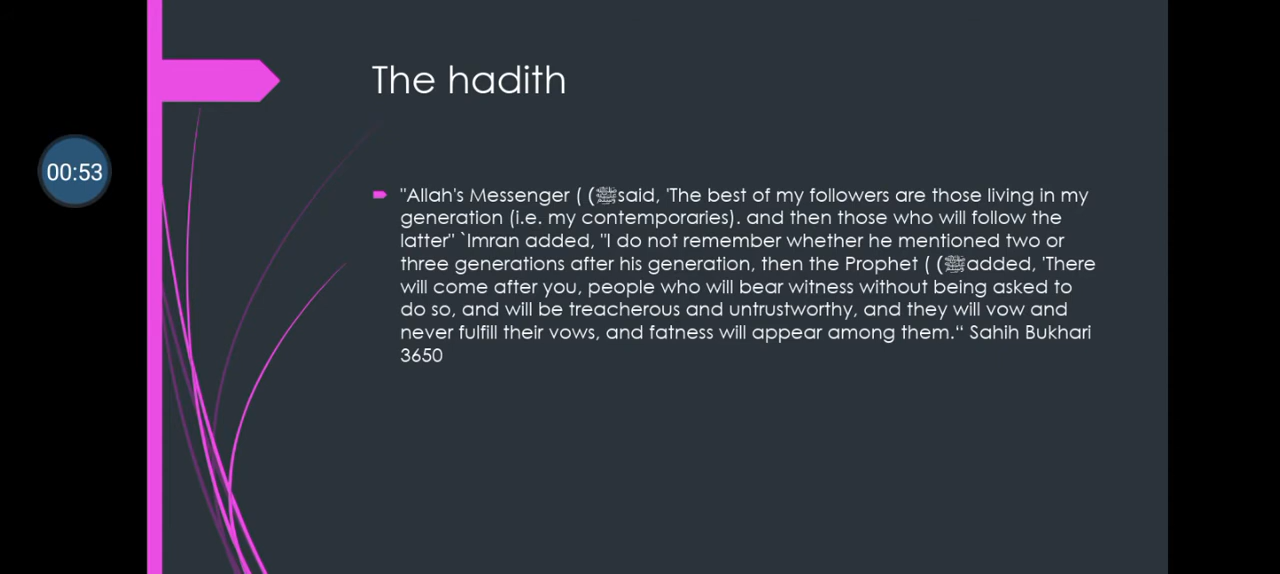 The hadith
00:53
"Allah's Messenger ( (ﷺsaid, 'The best of my followers are those living in my
generation (i.e. my contemporaries). and then those who will follow the
latter" `Imran added, "I do not remember whether he mentioned two or
three generations after his generation, then the Prophet ( (ﷺadded, 'There
will come after you, people who will bear witness without being asked to
do so, and will be treacherous and untrustworthy, and they will vow and
never fulfill their vows, and fatness will appear among them.“ Sahih Bukhari
3650